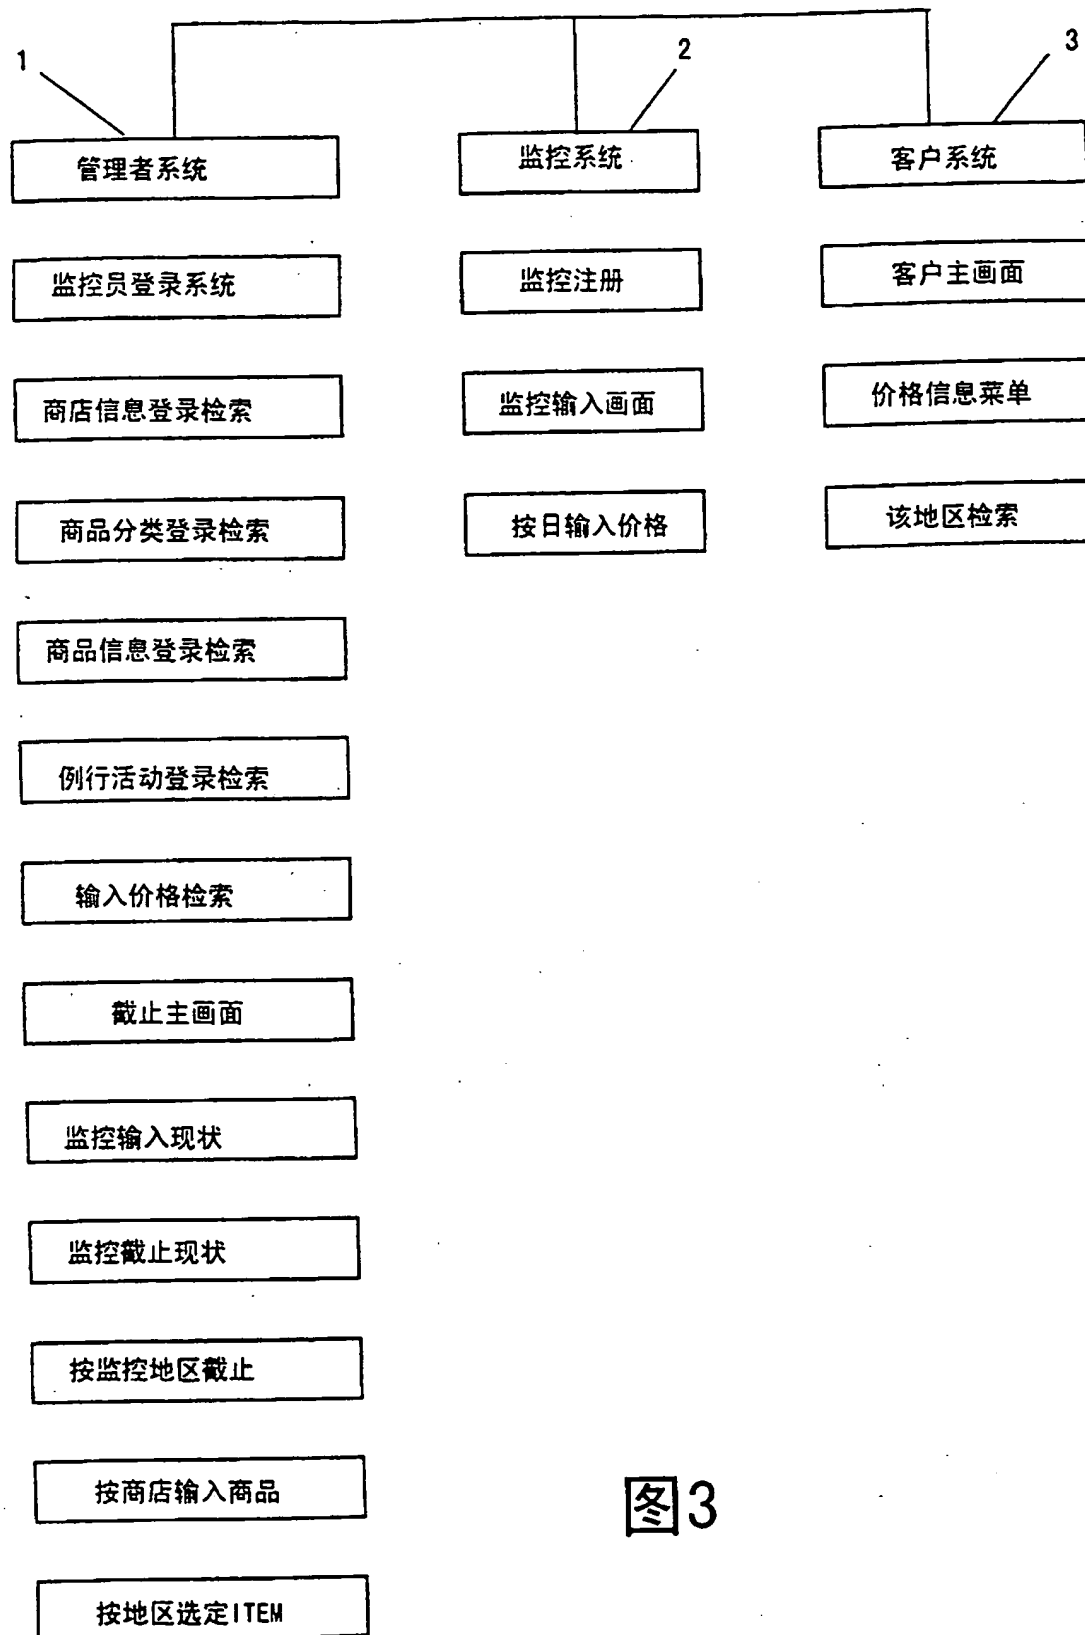 1
2
3
管理者系统
监控系统
客户系统
监控员登录系统
监控注册
客户主画面
商店信息登录检索
监控输入画面
价格信息菜单
商品分类登录检索
按日输入价格
该地区检索
商品信息登录检索
例行活动登录检索
输入价格检索
截止主画面
监控输入现状
监控截止现状
按监控地区截止
按商店输入商品
按地区选定ITEM
图3